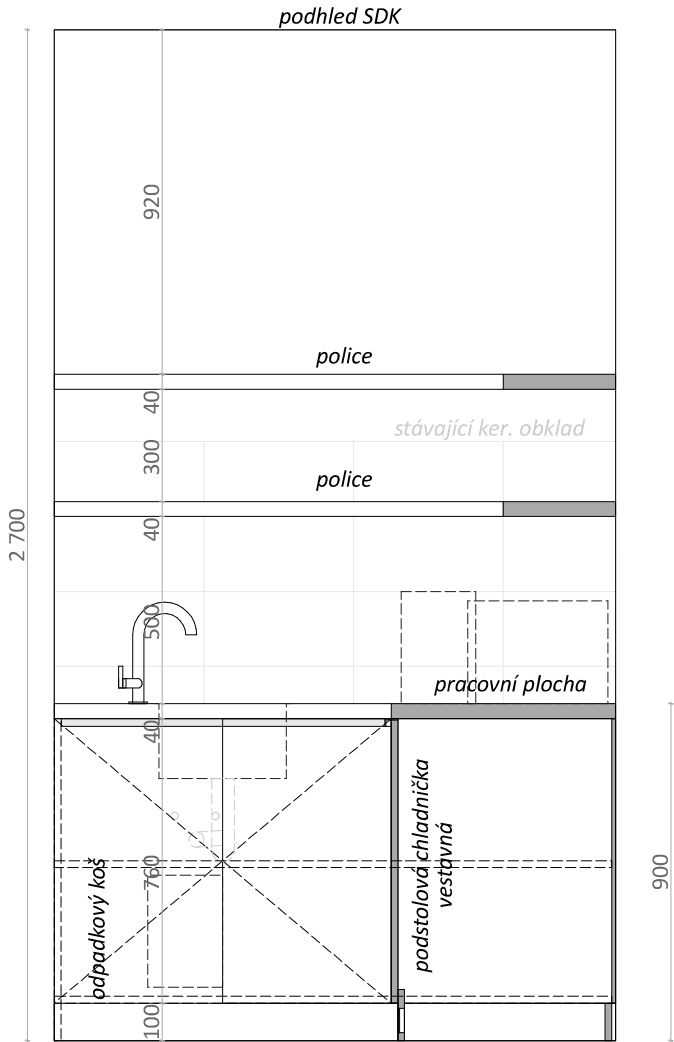 podhled SDK
920
police
40
stávající ker. obklad
300
police
40
2 700
500
pracovní plocha
40
podstolová chladnička
vestavná
760
odpadkový koš
900
100